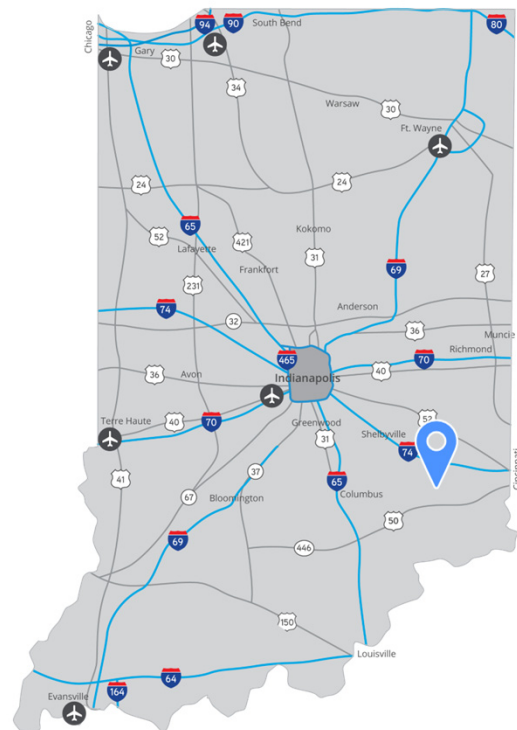 Chicago
94
90
South Bend
80
Gary
30
34
Warsaw
30
Ft. Wayne
24
24
65
52
421
Kokomo
Lafayette
31
Frankfort
69
27
231
74
Anderson
32
36
Muncie
465
Richmond
70
40
36
Avon
Indianapolis
52
Terre Haute
40
70
Greenwood
31
Shelbyville
74
Cincinati
41
37
65
Columbus
67
Bloomington
50
69
446
150
Louisville
64
Evansville
164